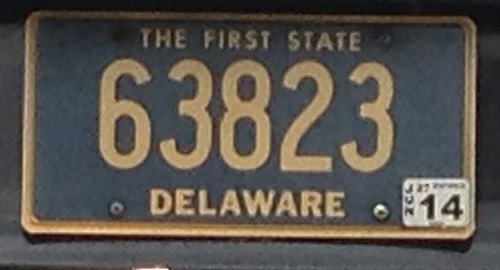 THE FIRST STATE
63823
DELAWARE
14